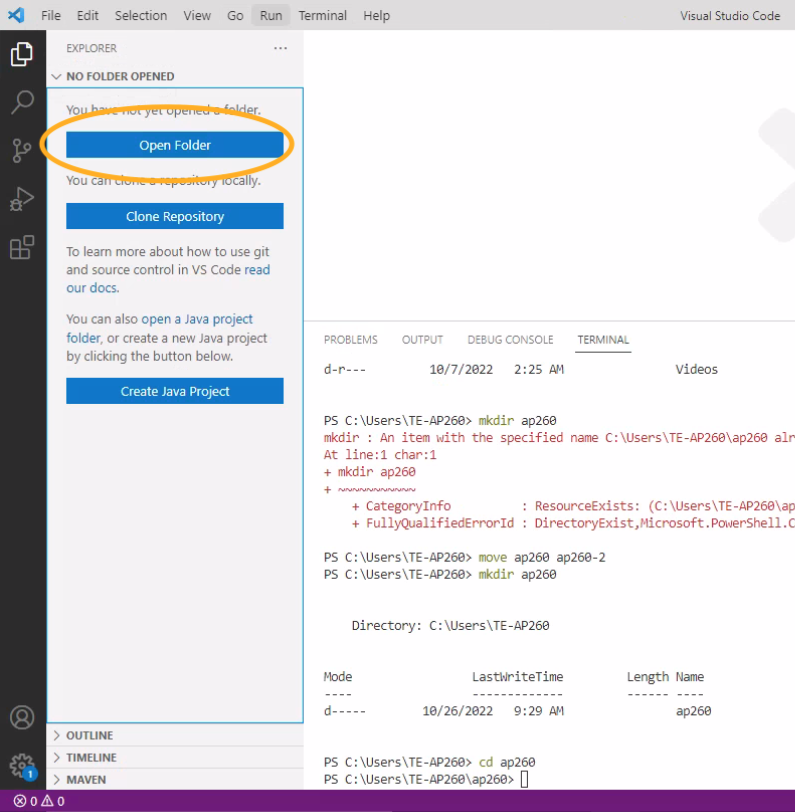 File Edit Selection View Go Run Terminal Help Visual Studio Code
EXPLORER ...
NO FOLDER OPENED
You have not yet opened a folder.
Open Folder
You can clone a repository locally.
Clone Repository
To learn more about how to use git
and source control in VS Code read
our docs.
You can also open a Java project
folder, or create a new Java project
by clicking the button below.
Create Java Project
OUTLINE
TIMELINE
MAVEN
1
0 0
PROBLEMS OUTPUT DEBUG CONSOLE TERMINAL
d-r--- 10/7/2022 2:25 AM Videos
PS C:\Users\TE-AP260> mkdir ap260
mkdir : An item with the specified name C:\Users\TE-AP260\ap260 alr
At line:1 char:1
+ mkdir ap260
+ ~~~~~~~~~~~
+ CategoryInfo : ResourceExists: (C:\Users\TE-AP260\ap
+ FullyQualifiedErrorId : DirectoryExist,Microsoft.PowerShell.C
PS C:\Users\TE-AP260> move ap260 ap260-2
PS C:\Users\TE-AP260> mkdir ap260
Directory: C:\Users\TE-AP260
Mode LastWriteTime Length Name
---- ------------- ------ ----
d----- 10/26/2022 9:29 AM ap260
PS C:\Users\TE-AP260> cd ap260
PS C:\Users\TE-AP260\ap260>